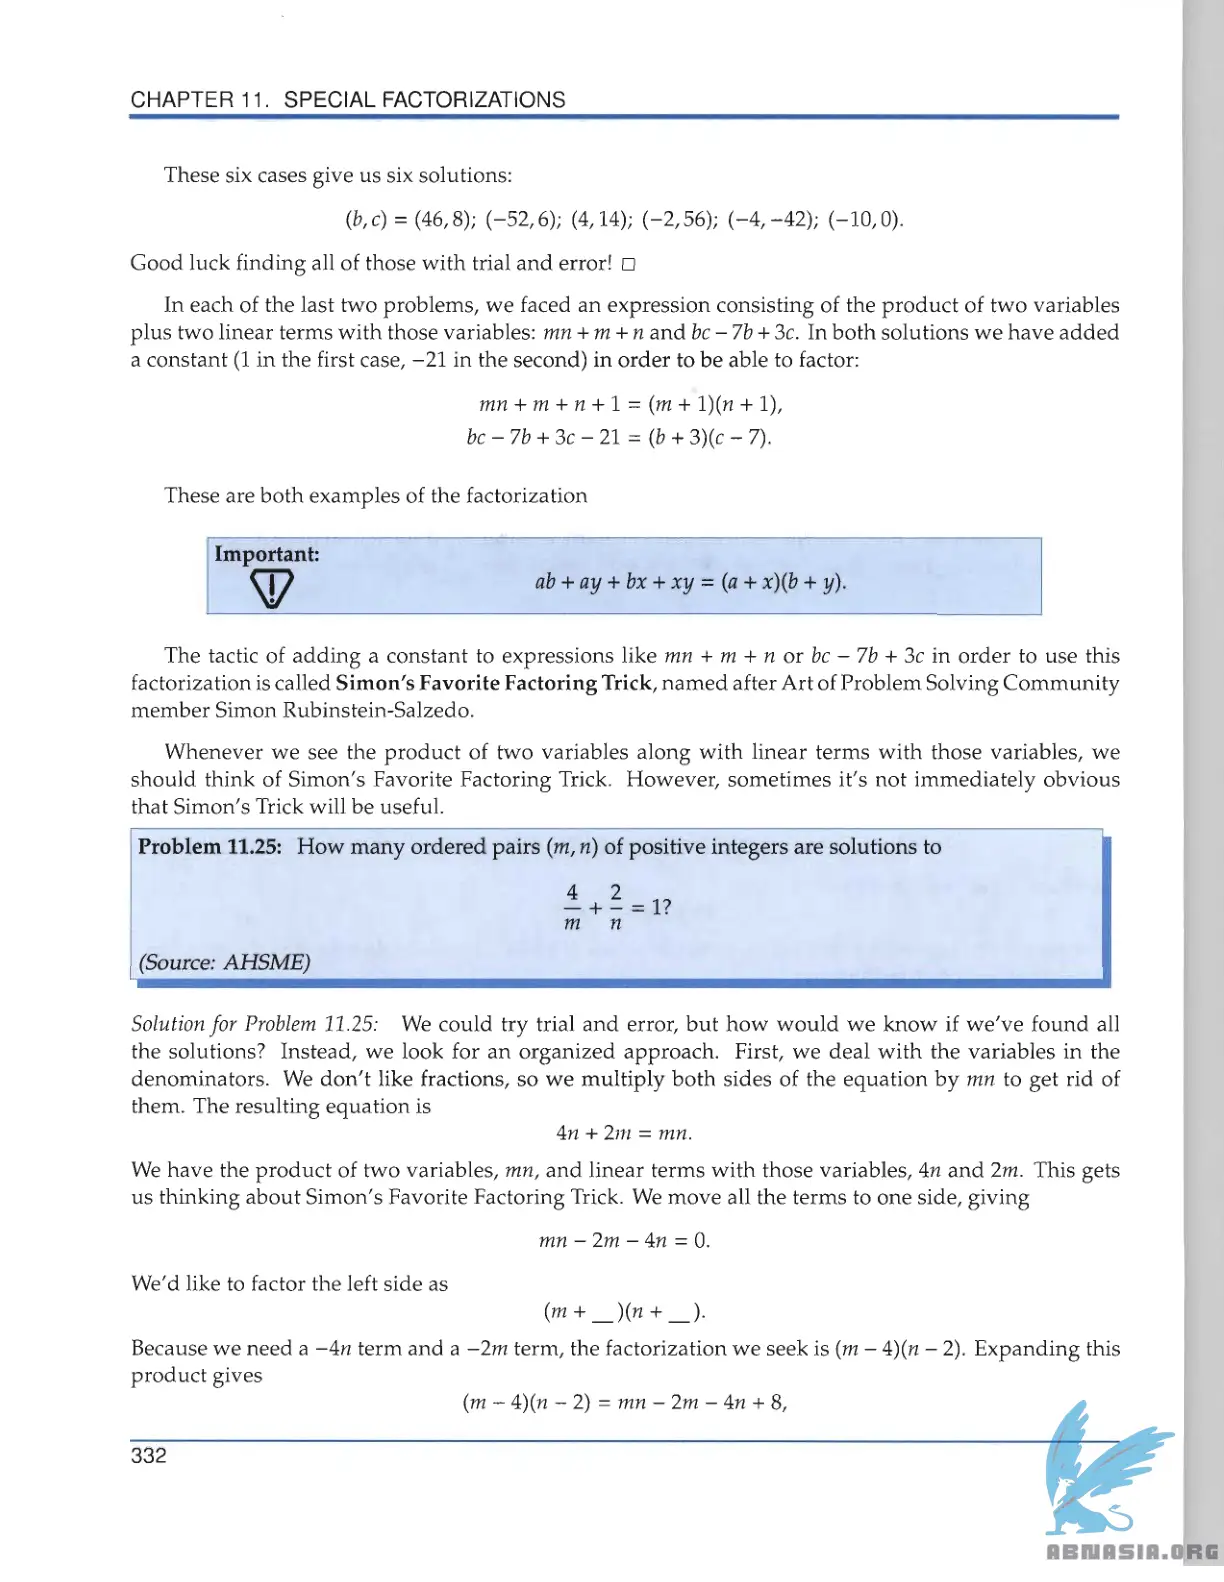 CHAPTER 11. SPECIAL FACTORIZATIONS
These six cases give us six solutions:
(b, c) = (46, 8); (−52, 6); (4, 14); (−2, 56); (−4, −42); (−10, 0).
Good luck finding all of those with trial and error! □
In each of the last two problems, we faced an expression consisting of the product of two variables
plus two linear terms with those variables: mn + m + n and bc − 7b + 3c. In both solutions we have added
a constant (1 in the first case, −21 in the second) in order to be able to factor:
mn + m + n + 1 = (m + 1)(n + 1),
bc − 7b + 3c − 21 = (b + 3)(c − 7).
These are both examples of the factorization
Important:
ab + ay + bx + xy = (a + x)(b + y).
The tactic of adding a constant to expressions like mn + m + n or bc − 7b + 3c in order to use this
factorization is called Simon's Favorite Factoring Trick, named after Art of Problem Solving Community
member Simon Rubinstein-Salzedo.
Whenever we see the product of two variables along with linear terms with those variables, we
should think of Simon's Favorite Factoring Trick. However, sometimes it's not immediately obvious
that Simon's Trick will be useful.
Problem 11.25: How many ordered pairs (m, n) of positive integers are solutions to
4/m + 2/n = 1?
(Source: AHSME)
Solution for Problem 11.25: We could try trial and error, but how would we know if we've found all
the solutions? Instead, we look for an organized approach. First, we deal with the variables in the
denominators. We don't like fractions, so we multiply both sides of the equation by mn to get rid of
them. The resulting equation is
4n + 2m = mn.
We have the product of two variables, mn, and linear terms with those variables, 4n and 2m. This gets
us thinking about Simon's Favorite Factoring Trick. We move all the terms to one side, giving
mn − 2m − 4n = 0.
We'd like to factor the left side as
(m + __)(n + __).
Because we need a −4n term and a −2m term, the factorization we seek is (m − 4)(n − 2). Expanding this
product gives
(m − 4)(n − 2) = mn − 2m − 4n + 8,
332
ABNASIA.ORG